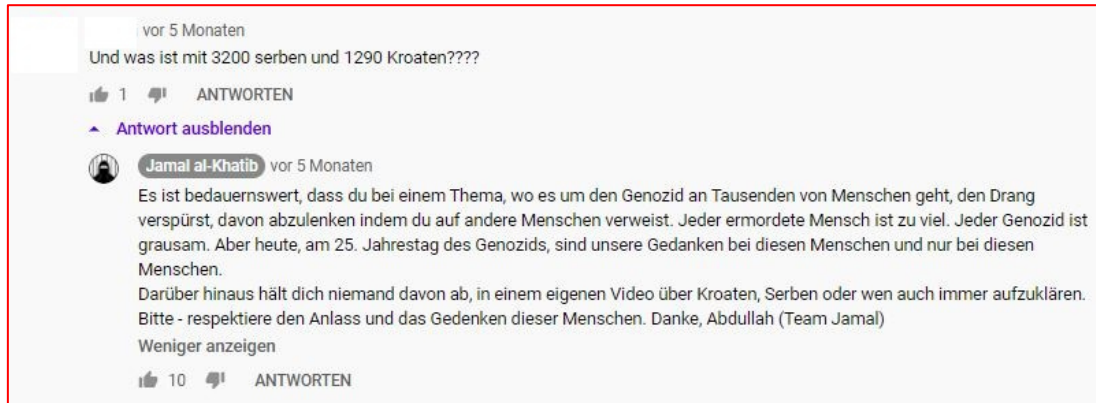 vor 5 Monaten
Und was ist mit 3200 serben und 1290 Kroaten????
1 ANTWORTEN
Antwort ausblenden
Jamal al-Khatib vor 5 Monaten
Es ist bedauernswert, dass du bei einem Thema, wo es um den Genozid an Tausenden von Menschen geht, den Drang
verspürst, davon abzulenken indem du auf andere Menschen verweist. Jeder ermordete Mensch ist zu viel. Jeder Genozid ist
grausam. Aber heute, am 25. Jahrestag des Genozids, sind unsere Gedanken bei diesen Menschen und nur bei diesen
Menschen.
Darüber hinaus hält dich niemand davon ab, in einem eigenen Video über Kroaten, Serben oder wen auch immer aufzuklären.
Bitte - respektiere den Anlass und das Gedenken dieser Menschen. Danke, Abdullah (Team Jamal)
Weniger anzeigen
10 ANTWORTEN